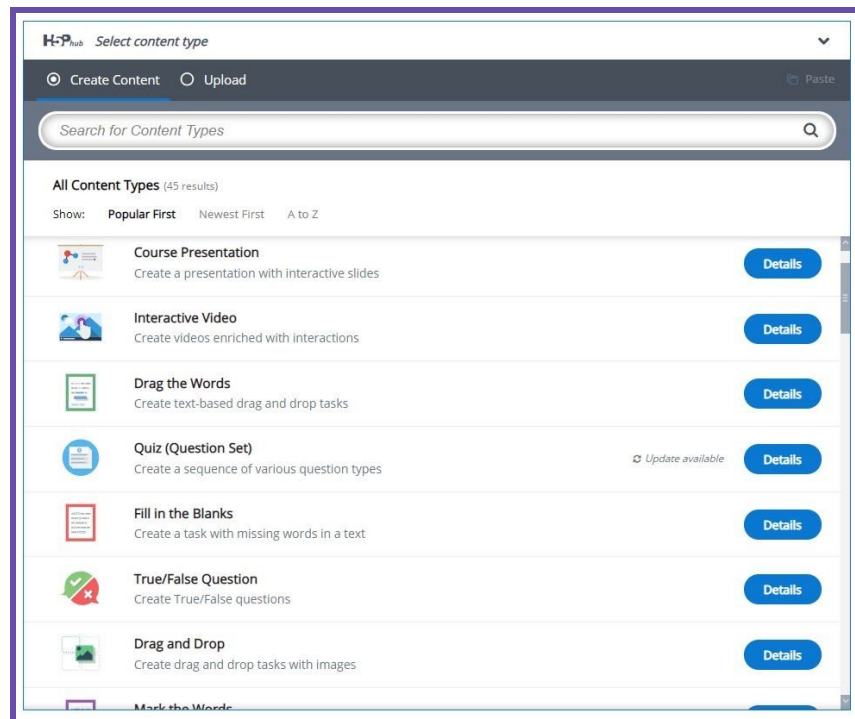 H5Phub Select content type
Create Content Upload Paste
Search for Content Types
All Content Types (45 results)
Show: Popular First Newest First A to Z
Course Presentation
Create a presentation with interactive slides
Details
Interactive Video
Create videos enriched with interactions
Details
Drag the Words
Create text-based drag and drop tasks
Details
Quiz (Question Set)
Create a sequence of various question types
Update available
Details
Fill in the Blanks
Create a task with missing words in a text
Details
True/False Question
Create True/False questions
Details
Drag and Drop
Create drag and drop tasks with images
Details
Mark the Words